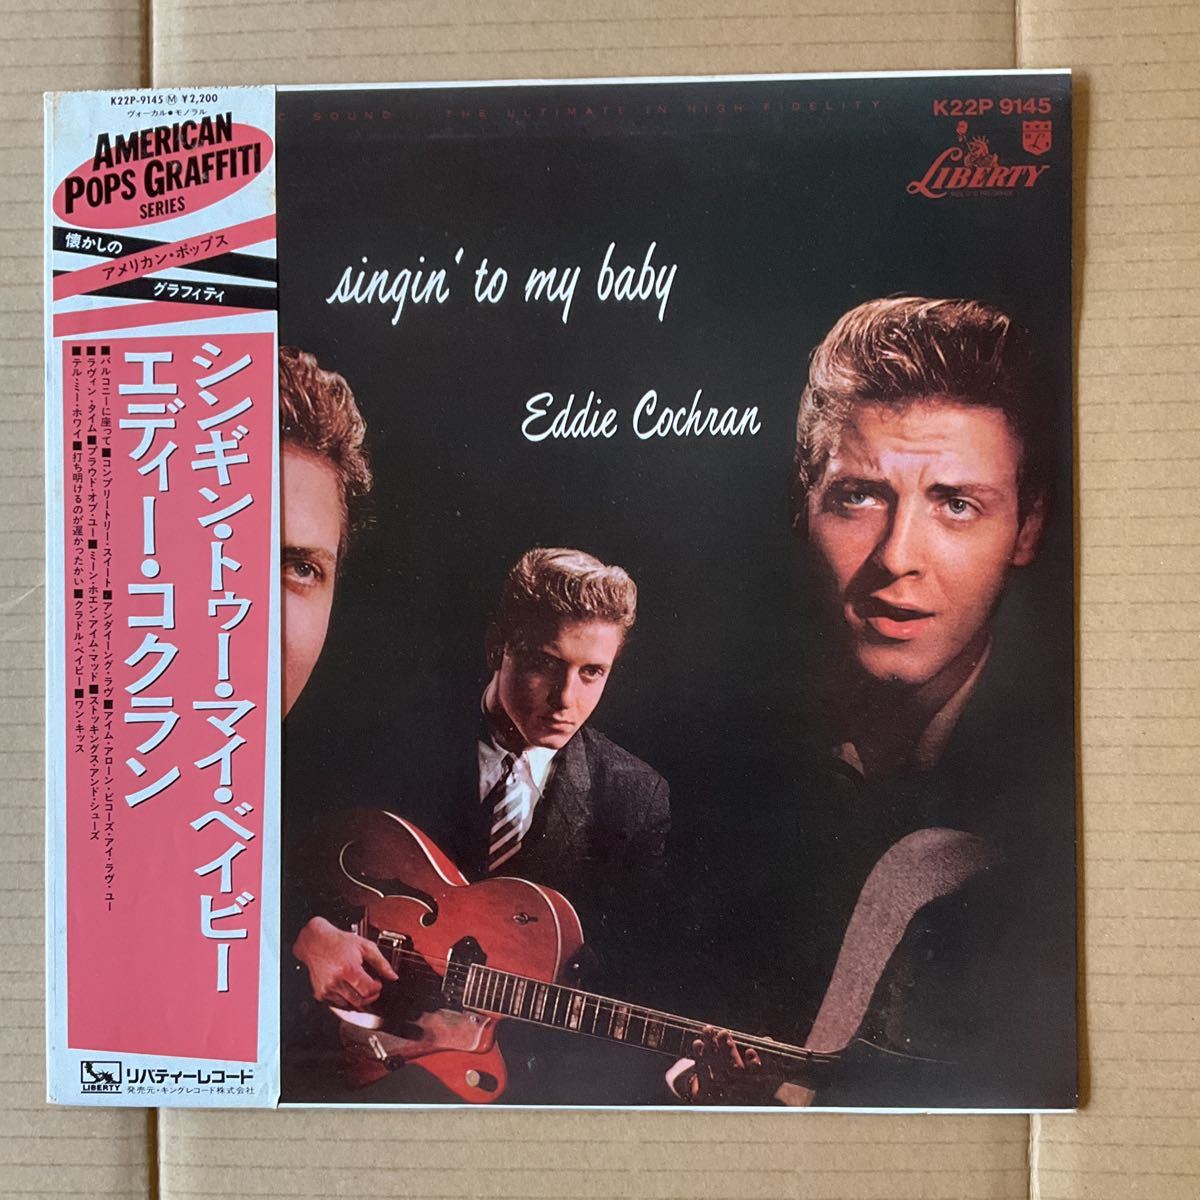 K22P-9145 Ⓜ ¥2,200
ヴォーカル●モノラル
AMERICAN
POPS GRAFFITI
SERIES
懐かしの
アメリカン・ポップス
グラフィティ
シンギン・トゥー・マイ・ベイビー
エディー・コクラン
■バルコニーに座って■コンプリートリー・スイート■アンダイイング・ラヴ■アイム・アローン・ビコーズ・アイ・ラヴ・ユー
■ラヴィン・タイム■プラウド・オブ・ユー■ミーン・ホエン・アイム・マッド■ストッキングス・アンド・シューズ
■テル・ミー・ホワイ■打ち明けるのが遅かったかい■クラドル・ベイビー■ワン・キッス
LIBERTY
リバティーレコード
発売元・キングレコード株式会社
C SOUND THE ULTIMATE IN HIGH FIDELITY
K22P 9145
LIBERTY
singin' to my baby
Eddie Cochran